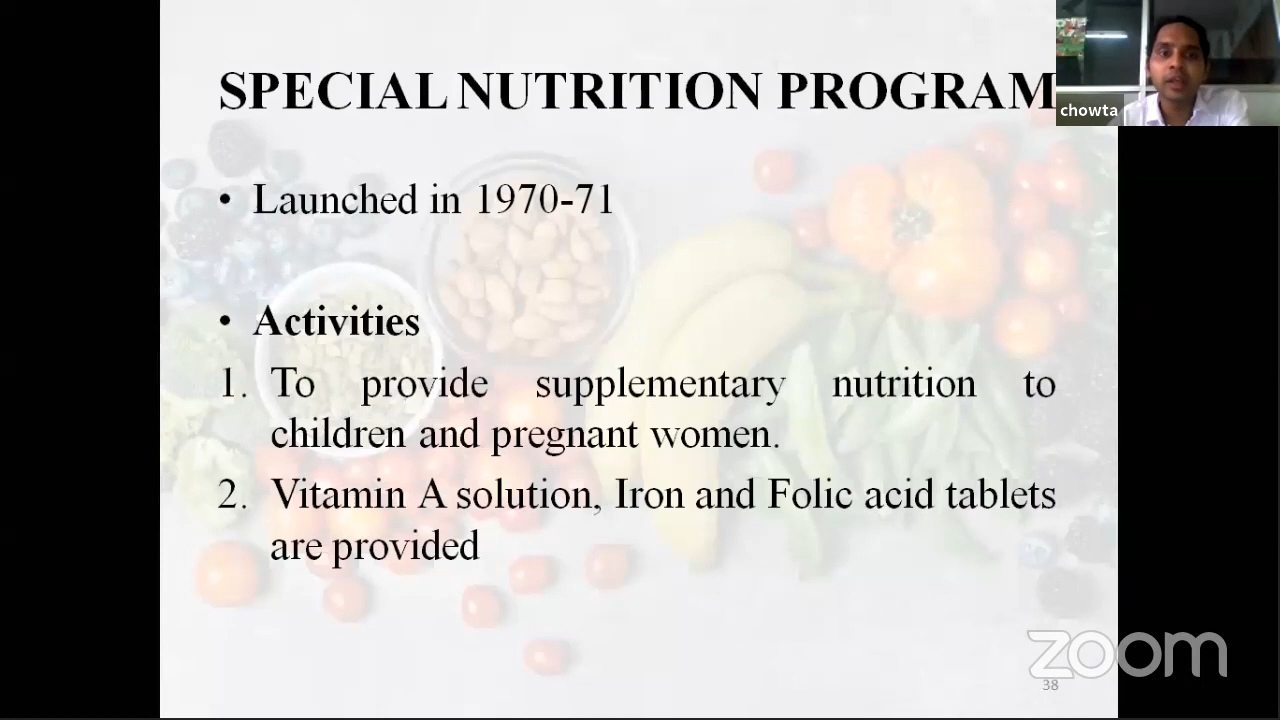 SPECIAL NUTRITION PROGRAM
chowta
• Launched in 1970-71
• Activities
1. To provide supplementary nutrition to
children and pregnant women.
2. Vitamin A solution, Iron and Folic acid tablets
are provided
zoom
38